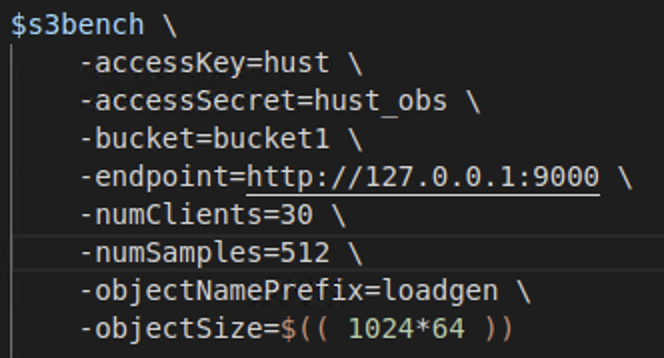 $s3bench \
-accessKey=hust \
-accessSecret=hust_obs \
-bucket=bucket1 \
-endpoint=http://127.0.0.1:9000 \
-numClients=30 \
-numSamples=512 \
-objectNamePrefix=loadgen \
-objectSize=$(( 1024*64 ))